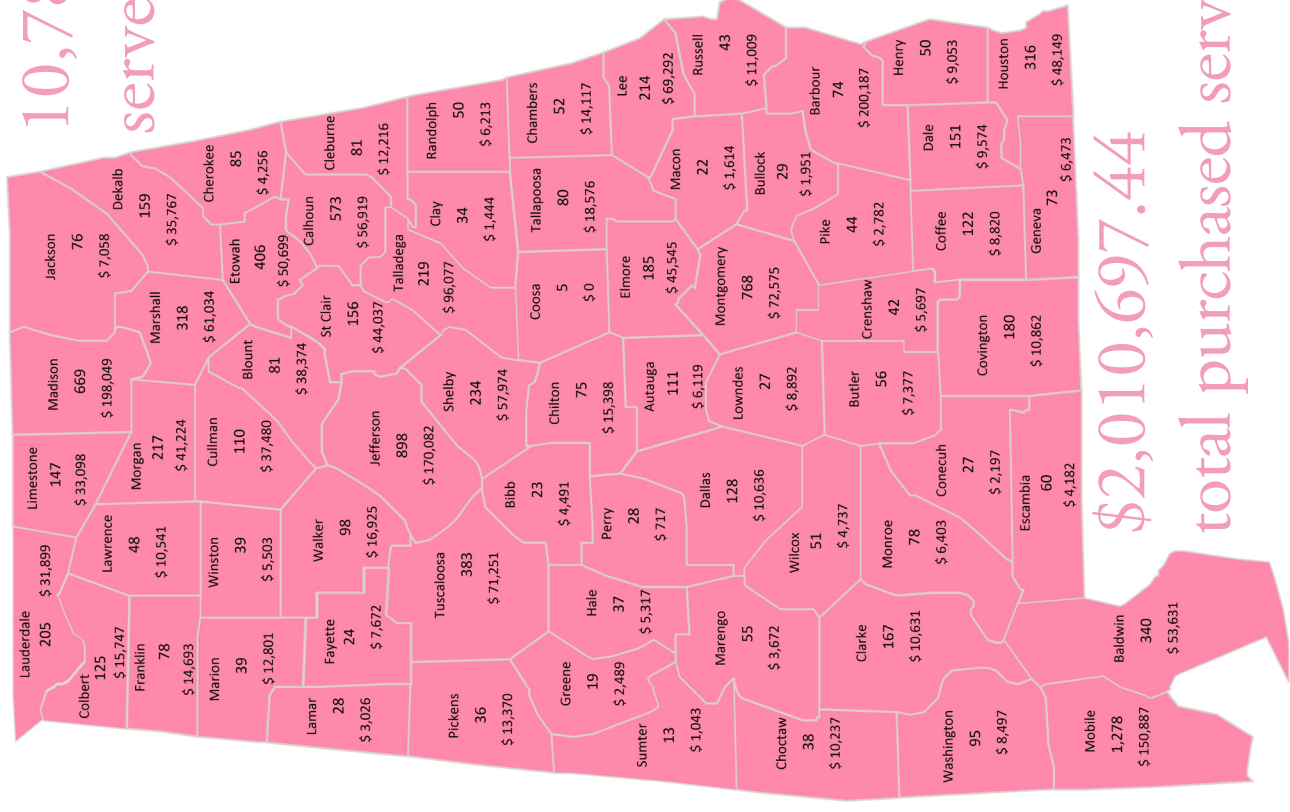 10,78
serve
Jackson
76
$ 7,058
Dekalb
159
$ 35,767
Cherokee
85
$ 4,256
Cleburne
81
$ 12,216
Randolph
50
$ 6,213
Chambers
52
$ 14,117
Lee
214
$ 69,292
Russell
43
$ 11,009
Barbour
74
$ 200,187
Henry
50
$ 9,053
Houston
316
$ 48,149
Madison
669
$ 198,049
Marshall
318
$ 61,034
Etowah
406
$ 50,699
Calhoun
573
$ 56,919
Talladega
219
$ 96,077
Clay
34
$ 1,444
Tallapoosa
80
$ 18,576
Macon
22
$ 1,614
Bullock
29
$ 1,951
Pike
44
$ 2,782
Dale
151
$ 9,574
Coffee
122
$ 8,820
Geneva
73
$ 6,473
Limestone
147
$ 33,098
Morgan
217
$ 41,224
Cullman
110
$ 37,480
Blount
81
$ 38,374
St Clair
156
$ 44,037
Jefferson
898
$ 170,082
Shelby
234
$ 57,974
Coosa
5
$ 0
Elmore
185
$ 45,545
Chilton
75
$ 15,398
Autauga
111
$ 6,119
Montgomery
768
$ 72,575
Lowndes
27
$ 8,892
Crenshaw
42
$ 5,697
Butler
56
$ 7,377
Covington
180
$ 10,862
Lauderdale
205
$ 31,899
Colbert
125
$ 15,747
Lawrence
48
$ 10,541
Franklin
78
$ 14,693
Winston
39
$ 5,503
Marion
39
$ 12,801
Walker
98
$ 16,925
Fayette
24
$ 7,672
Lamar
28
$ 3,026
Tuscaloosa
383
$ 71,251
Pickens
36
$ 13,370
Bibb
23
$ 4,491
Perry
28
$ 717
Hale
37
$ 5,317
Greene
19
$ 2,489
Sumter
13
$ 1,043
Dallas
128
$ 10,636
Marengo
55
$ 3,672
Choctaw
38
$ 10,237
Wilcox
51
$ 4,737
Clarke
167
$ 10,631
Monroe
78
$ 6,403
Conecuh
27
$ 2,197
Escambia
60
$ 4,182
Washington
95
$ 8,497
Mobile
1,278
$ 150,887
Baldwin
340
$ 53,631
$2,010,697.44
total purchased serv